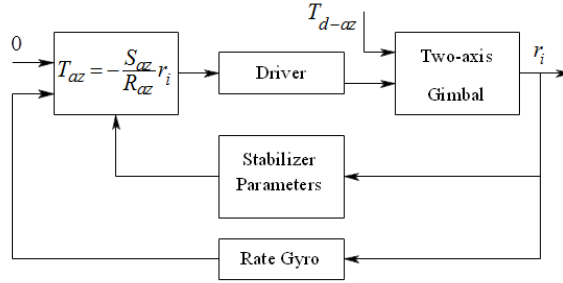 0
T_{az} = -\frac{S_{az}}{R_{az}} r_i
Driver
T_{d-az}
Two-axis
Gimbal
r_i
Stabilizer
Parameters
Rate Gyro